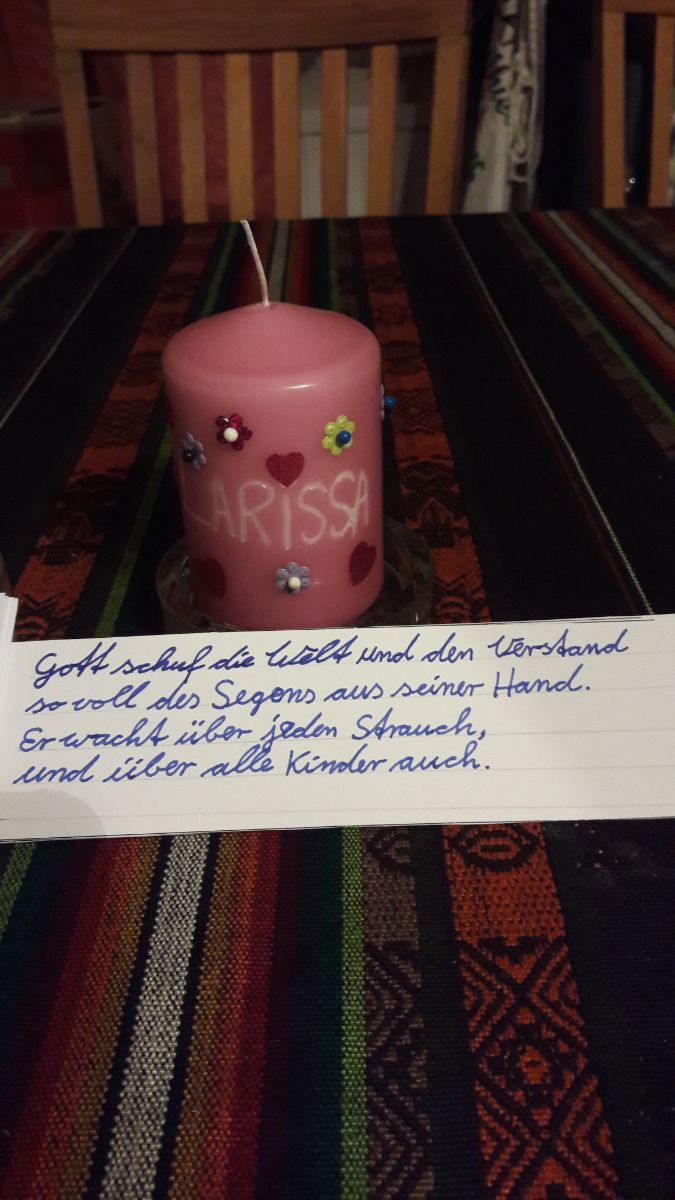 LARISSA
Gott schuf die Welt und den Verstand
so voll des Segens aus seiner Hand.
Er wacht über jeden Strauch,
und über alle Kinder auch.